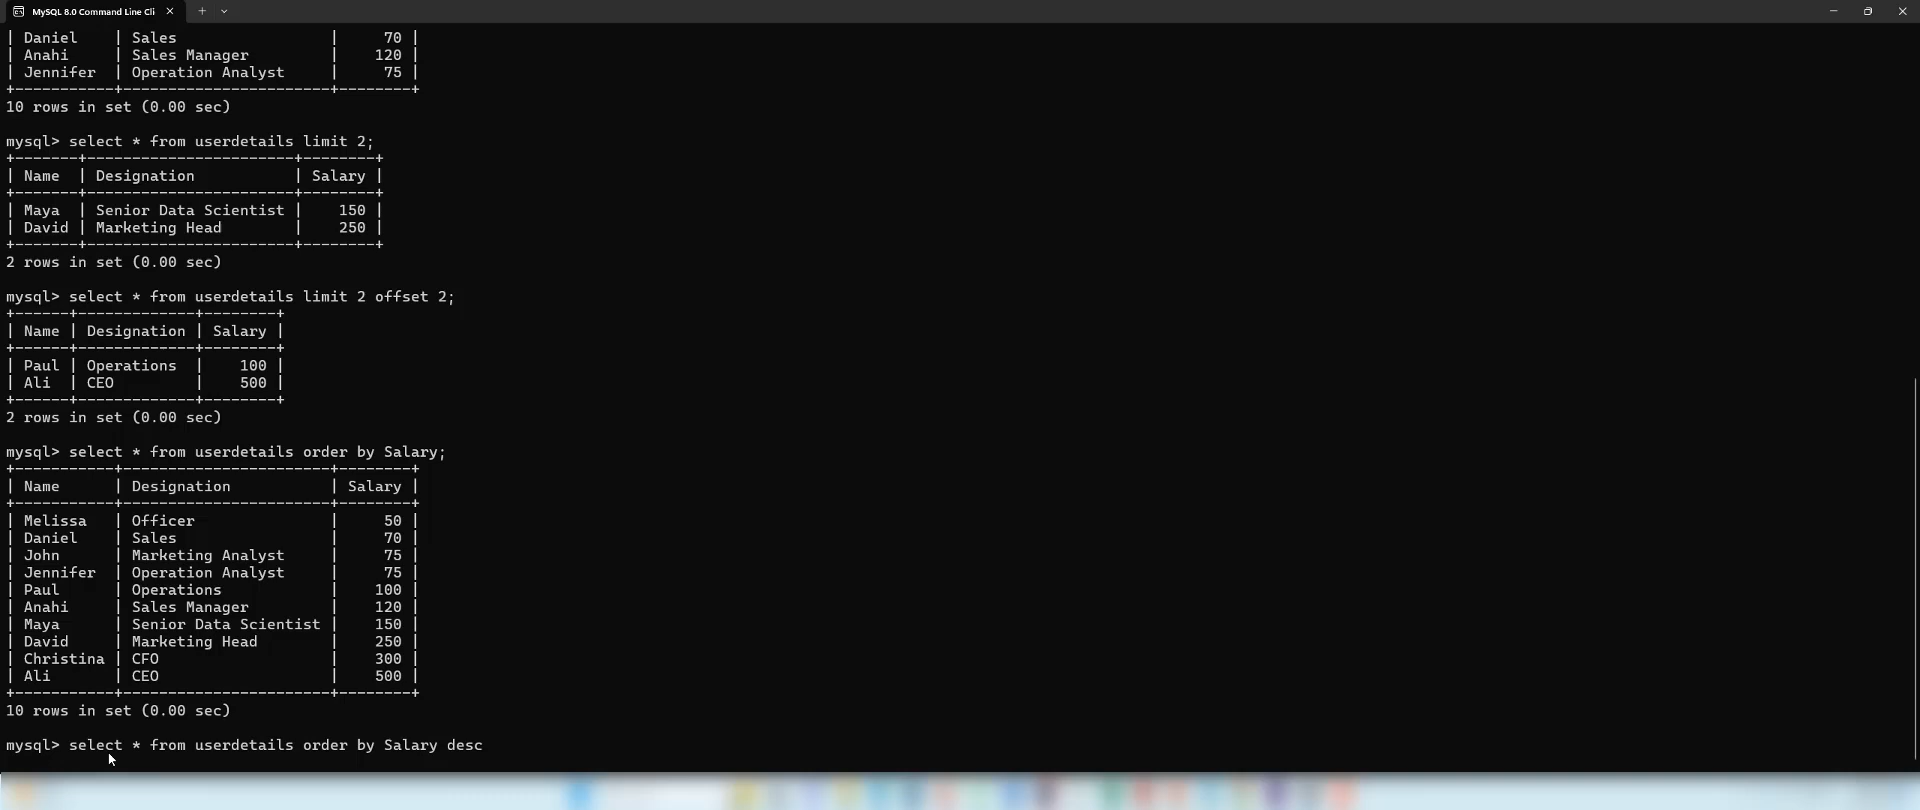 MySQL 8.0 Command Line Cli
| Daniel    | Sales                 |     70 |
| Anahi     | Sales Manager         |    120 |
| Jennifer  | Operation Analyst     |     75 |
+-----------+-----------------------+--------+
10 rows in set (0.00 sec)
mysql> select * from userdetails limit 2;
+-------+-----------------------+--------+
| Name  | Designation           | Salary |
+-------+-----------------------+--------+
| Maya  | Senior Data Scientist |    150 |
| David | Marketing Head        |    250 |
+-------+-----------------------+--------+
2 rows in set (0.00 sec)
mysql> select * from userdetails limit 2 offset 2;
+------+-------------+--------+
| Name | Designation | Salary |
+------+-------------+--------+
| Paul | Operations  |    100 |
| Ali  | CEO         |    500 |
+------+-------------+--------+
2 rows in set (0.00 sec)
mysql> select * from userdetails order by Salary;
+-----------+-----------------------+--------+
| Name      | Designation           | Salary |
+-----------+-----------------------+--------+
| Melissa   | Officer               |     50 |
| Daniel    | Sales                 |     70 |
| John      | Marketing Analyst     |     75 |
| Jennifer  | Operation Analyst     |     75 |
| Paul      | Operations            |    100 |
| Anahi     | Sales Manager         |    120 |
| Maya      | Senior Data Scientist |    150 |
| David     | Marketing Head        |    250 |
| Christina | CFO                   |    300 |
| Ali       | CEO                   |    500 |
+-----------+-----------------------+--------+
10 rows in set (0.00 sec)
mysql> select * from userdetails order by Salary desc